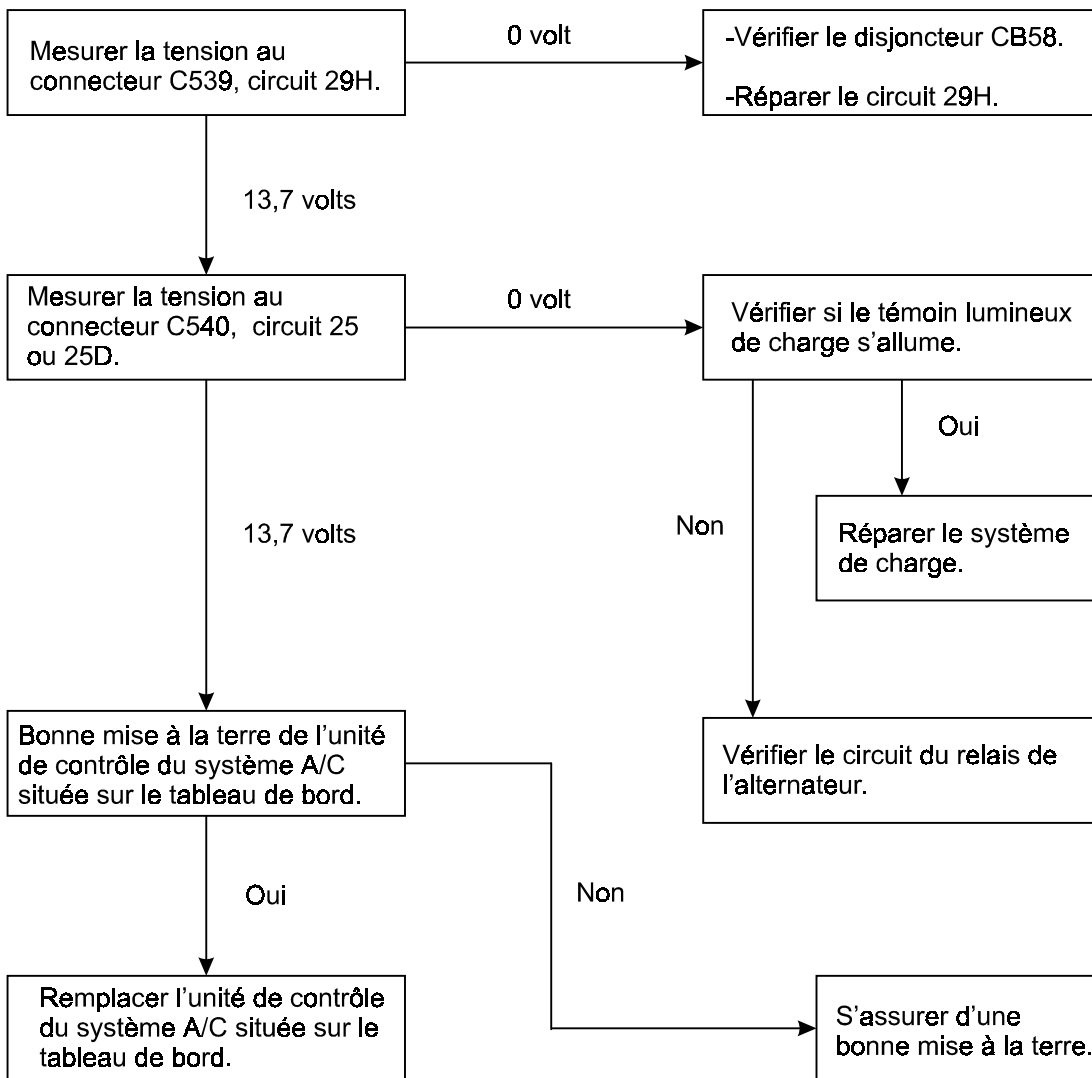 Mesurer la tension au
connecteur C539, circuit 29H.
0 volt
-Vérifier le disjoncteur CB58.
-Réparer le circuit 29H.
13,7 volts
Mesurer la tension au
connecteur C540, circuit 25
ou 25D.
0 volt
Vérifier si le témoin lumineux
de charge s'allume.
Oui
Non
Réparer le système
de charge.
13,7 volts
Bonne mise à la terre de l'unité
de contrôle du système A/C
située sur le tableau de bord.
Vérifier le circuit du relais de
l'alternateur.
Oui
Non
Remplacer l'unité de contrôle
du système A/C située sur le
tableau de bord.
S'assurer d'une
bonne mise à la terre.